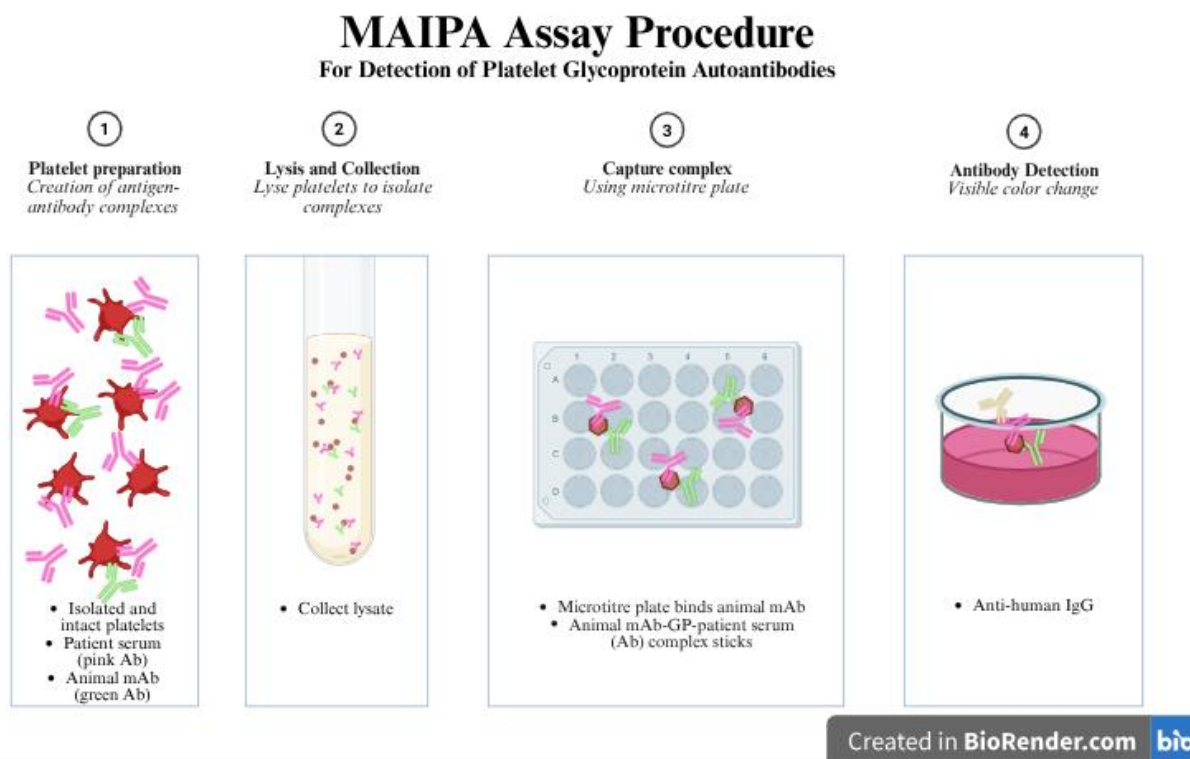 MAIPA Assay Procedure
For Detection of Platelet Glycoprotein Autoantibodies
1
Platelet preparation
Creation of antigen-
antibody complexes
• Isolated and
intact platelets
• Patient serum
(pink Ab)
• Animal mAb
(green Ab)
2
Lysis and Collection
Lyse platelets to isolate
complexes
• Collect lysate
3
Capture complex
Using microtitre plate
1 2 3 4 5 6
A
B
C
D
• Microtitre plate binds animal mAb
• Animal mAb-GP-patient serum
(Ab) complex sticks
4
Antibody Detection
Visible color change
• Anti-human IgG
Created in BioRender.com bio